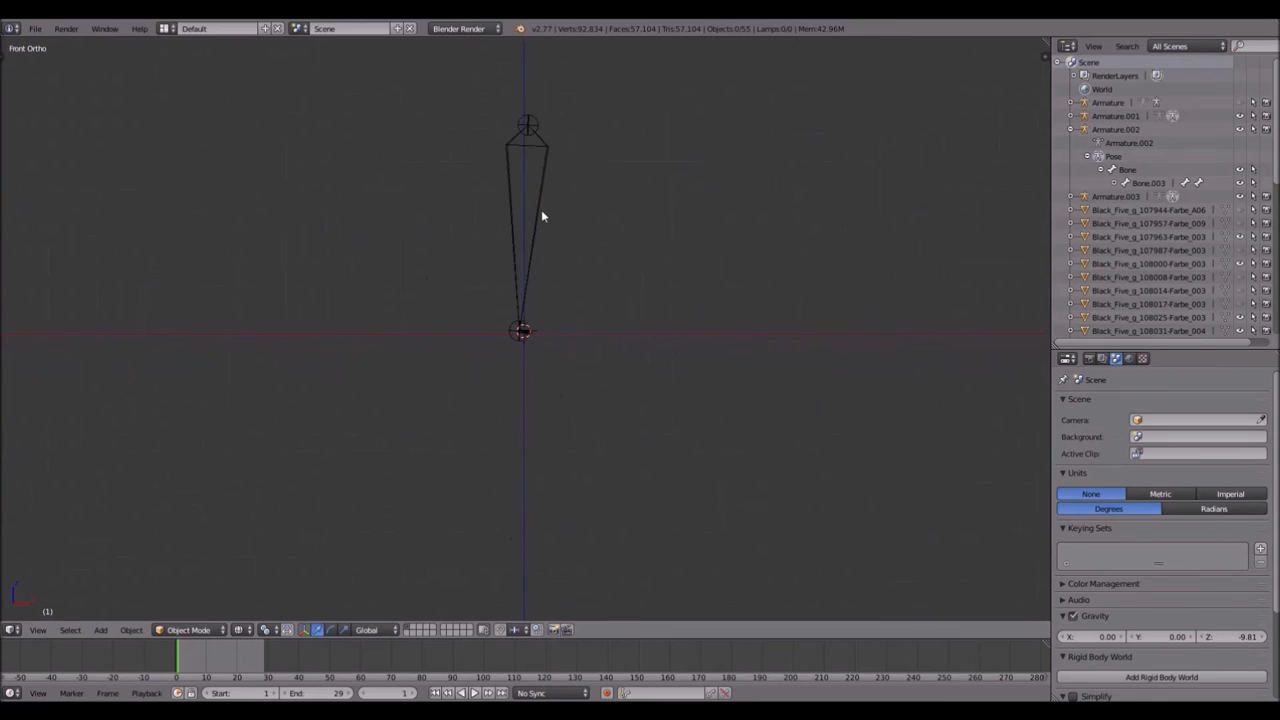 File Render Window Help Default Scene Blender Render v2.77 | Verts:92,834 | Faces:57,104 | Tris:57,104 | Objects:0/55 | Lamps:0/0 | Mem:42.96M
Front Ortho
View Search All Scenes
Scene
RenderLayers
World
Armature
Armature.001
Armature.002
Armature.002
Pose
Bone
Bone.003
Armature.003
Black_Five_g_107944-Farbe_A06
Black_Five_g_107957-Farbe_009
Black_Five_g_107963-Farbe_003
Black_Five_g_107987-Farbe_003
Black_Five_g_108000-Farbe_003
Black_Five_g_108008-Farbe_003
Black_Five_g_108014-Farbe_003
Black_Five_g_108017-Farbe_003
Black_Five_g_108025-Farbe_003
Black_Five_g_108031-Farbe_004
Scene
Scene
Camera:
Background:
Active Clip:
Units
None Metric Imperial
Degrees Radians
Keying Sets
Color Management
Audio
Gravity
X: 0.00 Y: 0.00 Z: -9.81
Rigid Body World
Add Rigid Body World
Simplify
(1)
View Select Add Object Object Mode Global
-50 -40 -30 -20 -10 0 10 20 30 40 50 60 70 80 90 100 110 120 130 140 150 160 170 180 190 200 210 220 230 240 250 260 270 280
View Marker Frame Playback Start: 1 End: 29 1 No Sync